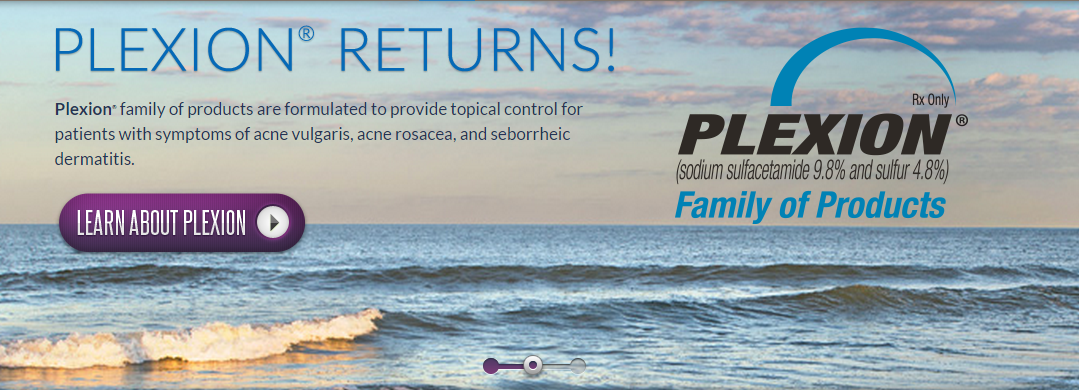 PLEXION® RETURNS!
Plexion® family of products are formulated to provide topical control for
patients with symptoms of acne vulgaris, acne rosacea, and seborrheic
dermatitis.
LEARN ABOUT PLEXION
Rx Only
PLEXION®
(sodium sulfacetamide 9.8% and sulfur 4.8%)
Family of Products